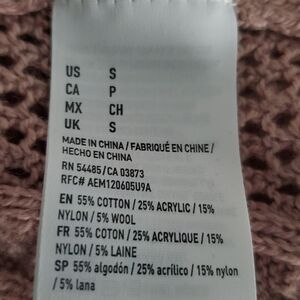 US S
CA P
MX CH
UK S
MADE IN CHINA / FABRIQUÉ EN CHINE /
HECHO EN CHINA
RN 54485 / CA 03873
RFC# AEM120605U9A
EN 55% COTTON / 25% ACRYLIC / 15%
NYLON / 5% WOOL
FR 55% COTON / 25% ACRYLIQUE / 15%
NYLON / 5% LAINE
SP 55% algodón / 25% acrílico / 15% nylon
/ 5% lana